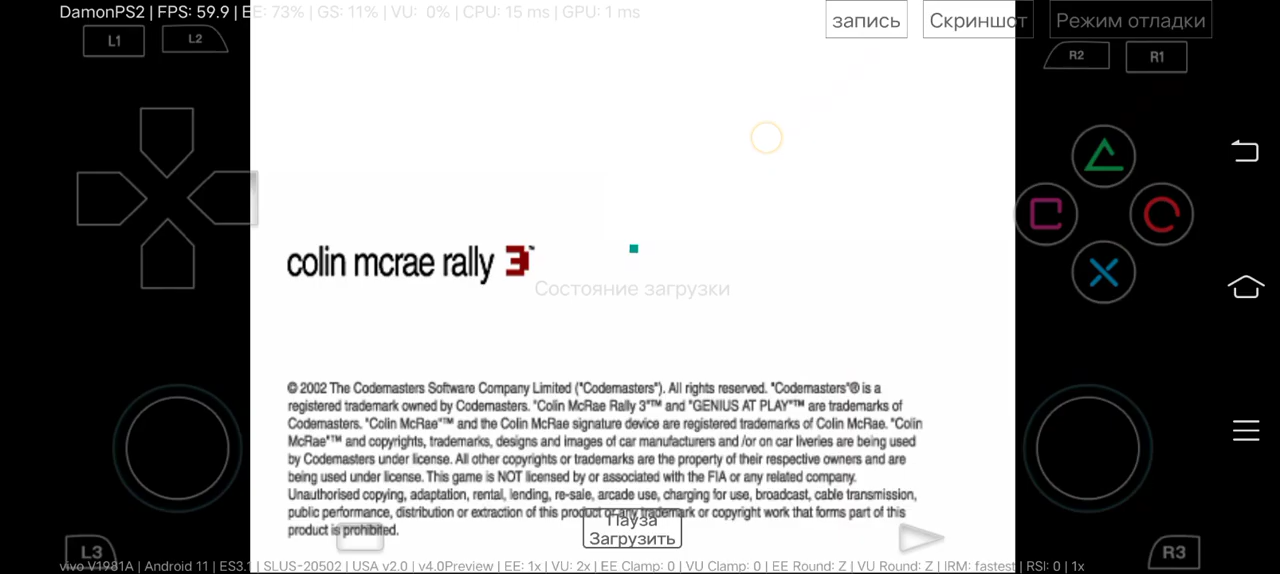 DamonPS2 | FPS: 59.9 | EE: 73% | GS: 11% | VU: 0% | CPU: 15 ms | GPU: 1 ms
запись
Скриншот
Режим отладки
L1
L2
R2
R1
colin mcrae rally 3™
Состояние загрузки
© 2002 The Codemasters Software Company Limited ("Codemasters"). All rights reserved. "Codemasters"® is a
registered trademark owned by Codemasters. "Colin McRae Rally 3"™ and "GENIUS AT PLAY"™ are trademarks of
Codemasters. "Colin McRae"™ and the Colin McRae signature device are registered trademarks of Colin McRae. "Colin
McRae"™ and copyrights, trademarks, designs and images of car manufacturers and /or on car liveries are being used
by Codemasters under license. All other copyrights or trademarks are the property of their respective owners and are
being used under license. This game is NOT licensed by or associated with the FIA or any related company.
Unauthorised copying, adaptation, rental, lending, re-sale, arcade use, charging for use, broadcast, cable transmission,
public performance, distribution or extraction of this product or any trademark or copyright work that forms part of this
product is prohibited.
Пауза
Загрузить
L3
R3
vivo V1981A | Android 11 | ES3.1 | SLUS-20502 | USA v2.0 | v4.0Preview | EE: 1x | VU: 2x | EE Clamp: 0 | VU Clamp: 0 | EE Round: Z | VU Round: Z | IRM: fastest | RSI: 0 | 1x